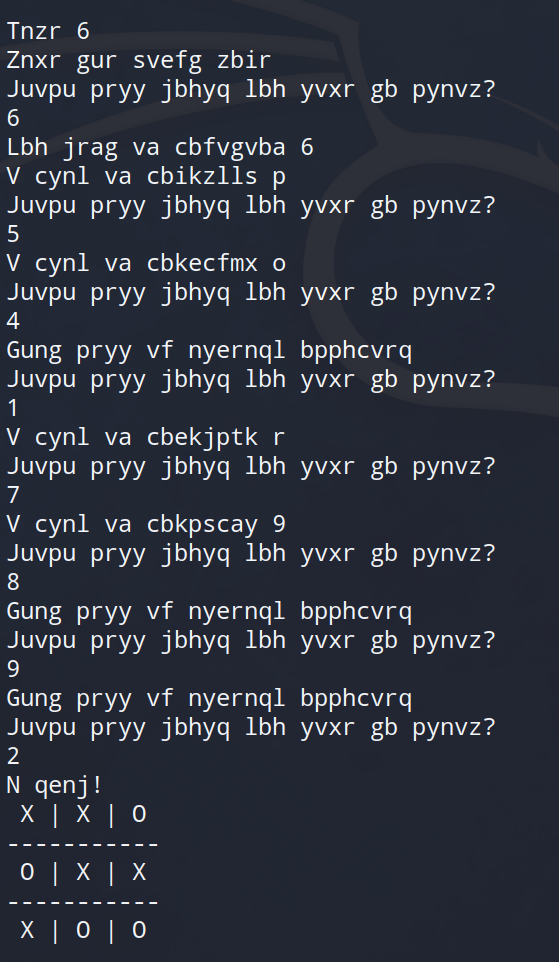 Tnzr 6
Znxr gur svefg zbir
Juvpu pryy jbhyq lbh yvxr gb pynvz?
6
Lbh jrag va cbfvgvba 6
V cynl va cbikzlls p
Juvpu pryy jbhyq lbh yvxr gb pynvz?
5
V cynl va cbkecfmx o
Juvpu pryy jbhyq lbh yvxr gb pynvz?
4
Gung pryy vf nyernql bpphcvrq
Juvpu pryy jbhyq lbh yvxr gb pynvz?
1
V cynl va cbekjptk r
Juvpu pryy jbhyq lbh yvxr gb pynvz?
7
V cynl va cbkpscay 9
Juvpu pryy jbhyq lbh yvxr gb pynvz?
8
Gung pryy vf nyernql bpphcvrq
Juvpu pryy jbhyq lbh yvxr gb pynvz?
9
Gung pryy vf nyernql bpphcvrq
Juvpu pryy jbhyq lbh yvxr gb pynvz?
2
N qenj!
X | X | O
-----------
O | X | X
-----------
X | O | O